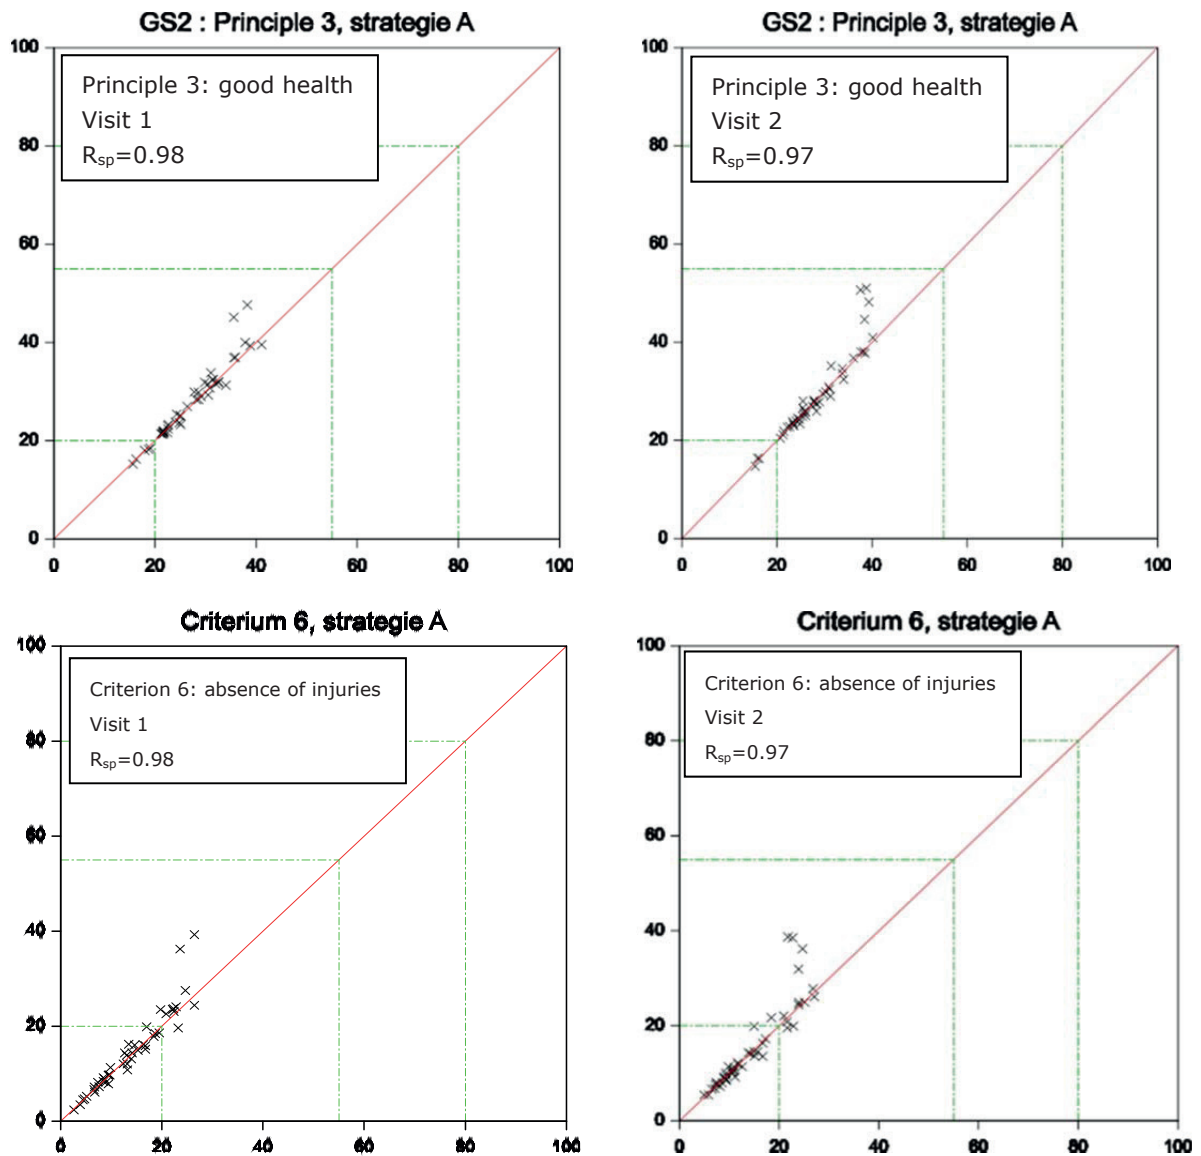 GS2 : Principle 3, strategie A
100
80
60
40
20
0
Principle 3: good health
Visit 1
Rsp=0.98
0 20 40 60 80 100
GS2 : Principle 3, strategie A
100
80
60
40
20
0
Principle 3: good health
Visit 2
Rsp=0.97
0 20 40 60 80 100
Criterium 6, strategie A
100
80
60
40
20
0
Criterion 6: absence of injuries
Visit 1
Rsp=0.98
0 20 40 60 80 100
Criterium 6, strategie A
100
80
60
40
20
0
Criterion 6: absence of injuries
Visit 2
Rsp=0.97
0 20 40 60 80 100